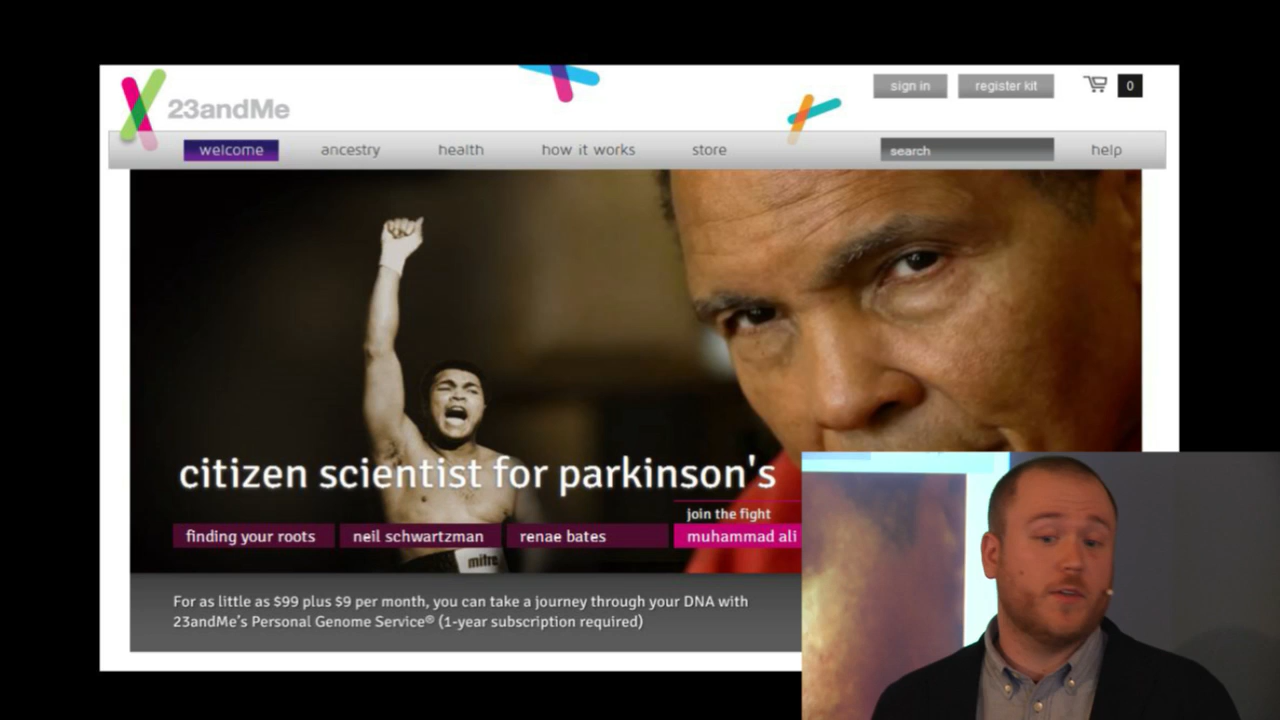 23andMe
sign in
register kit
0
welcome
ancestry
health
how it works
store
search
help
citizen scientist for parkinson's
join the fight
finding your roots
neil schwartzman
renae bates
muhammad ali
mitre
For as little as $99 plus $9 per month, you can take a journey through your DNA with
23andMe's Personal Genome Service® (1-year subscription required)